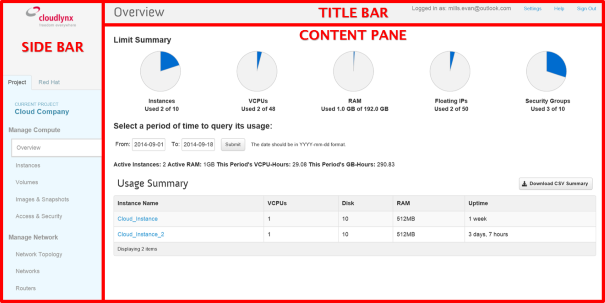 cloudlynx
SIDE BAR
Project Red Hat
CURRENT PROJECT
Cloud Company
Manage Compute
Overview
Instances
Volumes
Images & Snapshots
Access & Security
Manage Network
Network Topology
Networks
Routers
Overview
TITLE BAR
Logged in as: mills.evan@outlook.com Settings Help Sign Out
CONTENT PANE
Limit Summary
Instances
Used 2 of 10
VCPUs
Used 2 of 48
RAM
Used 1.0 GB of 192.0 GB
Floating IPs
Used 2 of 50
Security Groups
Used 3 of 10
Select a period of time to query its usage:
From: 2014-09-01 To: 2014-09-18 Submit The date should be in YYYY-mm-dd format.
Active Instances: 2 Active RAM: 1GB This Period's VCPU-Hours: 29.08 This Period's GB-Hours: 290.83
Usage Summary
Download CSV Summary
Instance Name VCPUs Disk RAM Uptime
Cloud_Instance 1 10 512MB 1 week
Cloud_Instance_2 1 10 512MB 3 days, 7 hours
Displaying 2 items